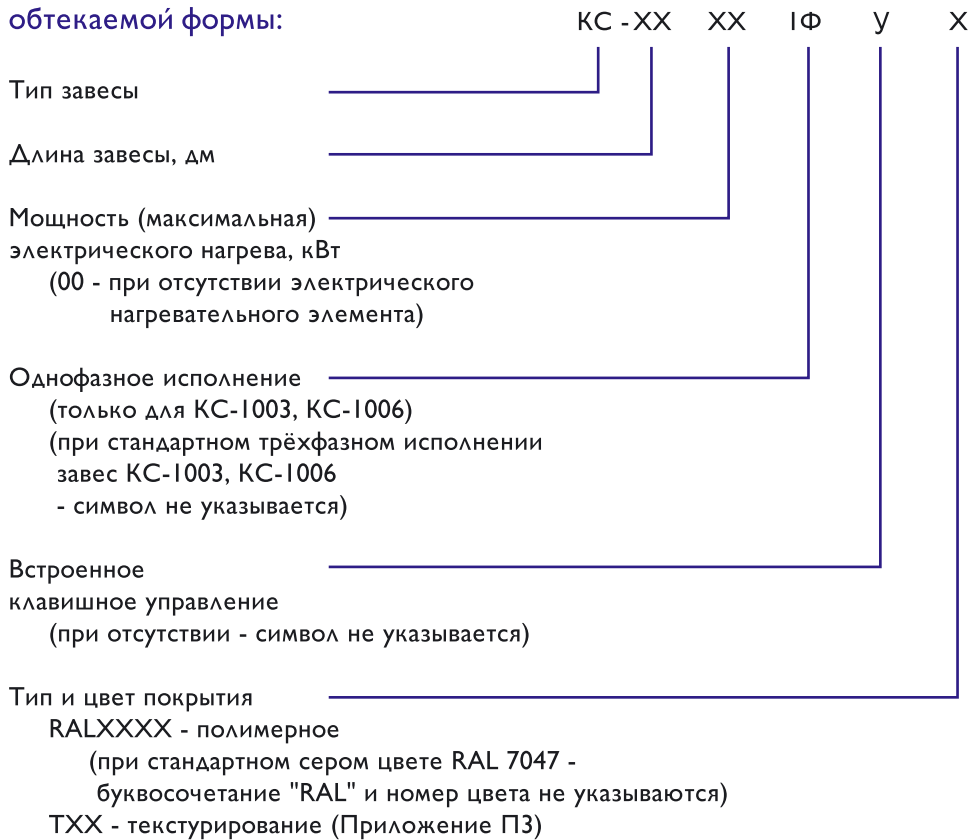 обтекаемой формы: КС - ХХ ХХ 1Ф У Х
Тип завесы
Длина завесы, дм
Мощность (максимальная)
электрического нагрева, кВт
(00 - при отсутствии электрического
нагревательного элемента)
Однофазное исполнение
(только для КС-1003, КС-1006)
(при стандартном трёхфазном исполнении
завес КС-1003, КС-1006
- символ не указывается)
Встроенное
клавишное управление
(при отсутствии - символ не указывается)
Тип и цвет покрытия
RALXXXX - полимерное
(при стандартном сером цвете RAL 7047 -
буквосочетание "RAL" и номер цвета не указываются)
ТХХ - текстурирование (Приложение П3)